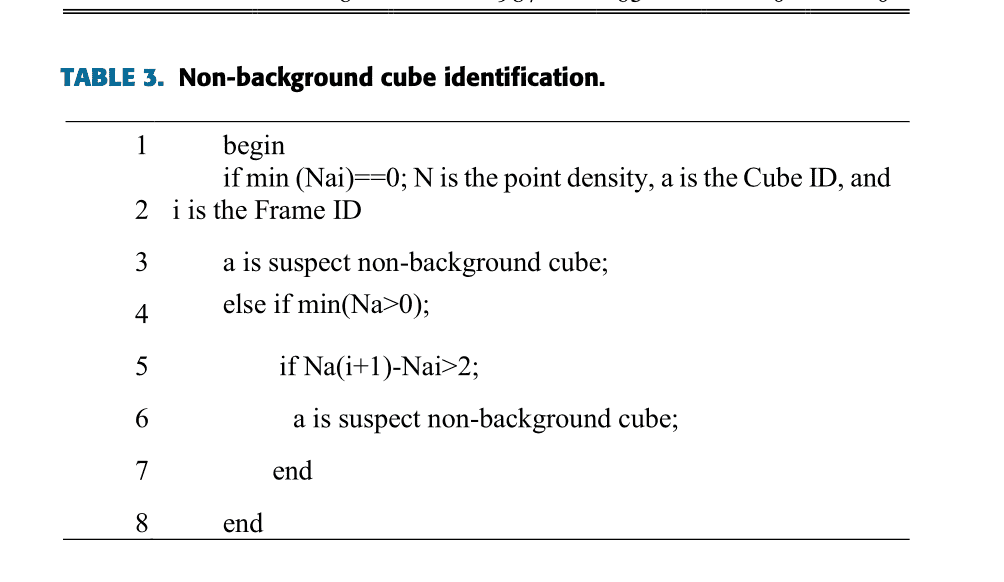 TABLE 3. Non-background cube identification.
1 begin
if min (Nai)==0; N is the point density, a is the Cube ID, and
2 i is the Frame ID
3 a is suspect non-background cube;
4 else if min(Na>0);
5 if Na(i+1)-Nai>2;
6 a is suspect non-background cube;
7 end
8 end